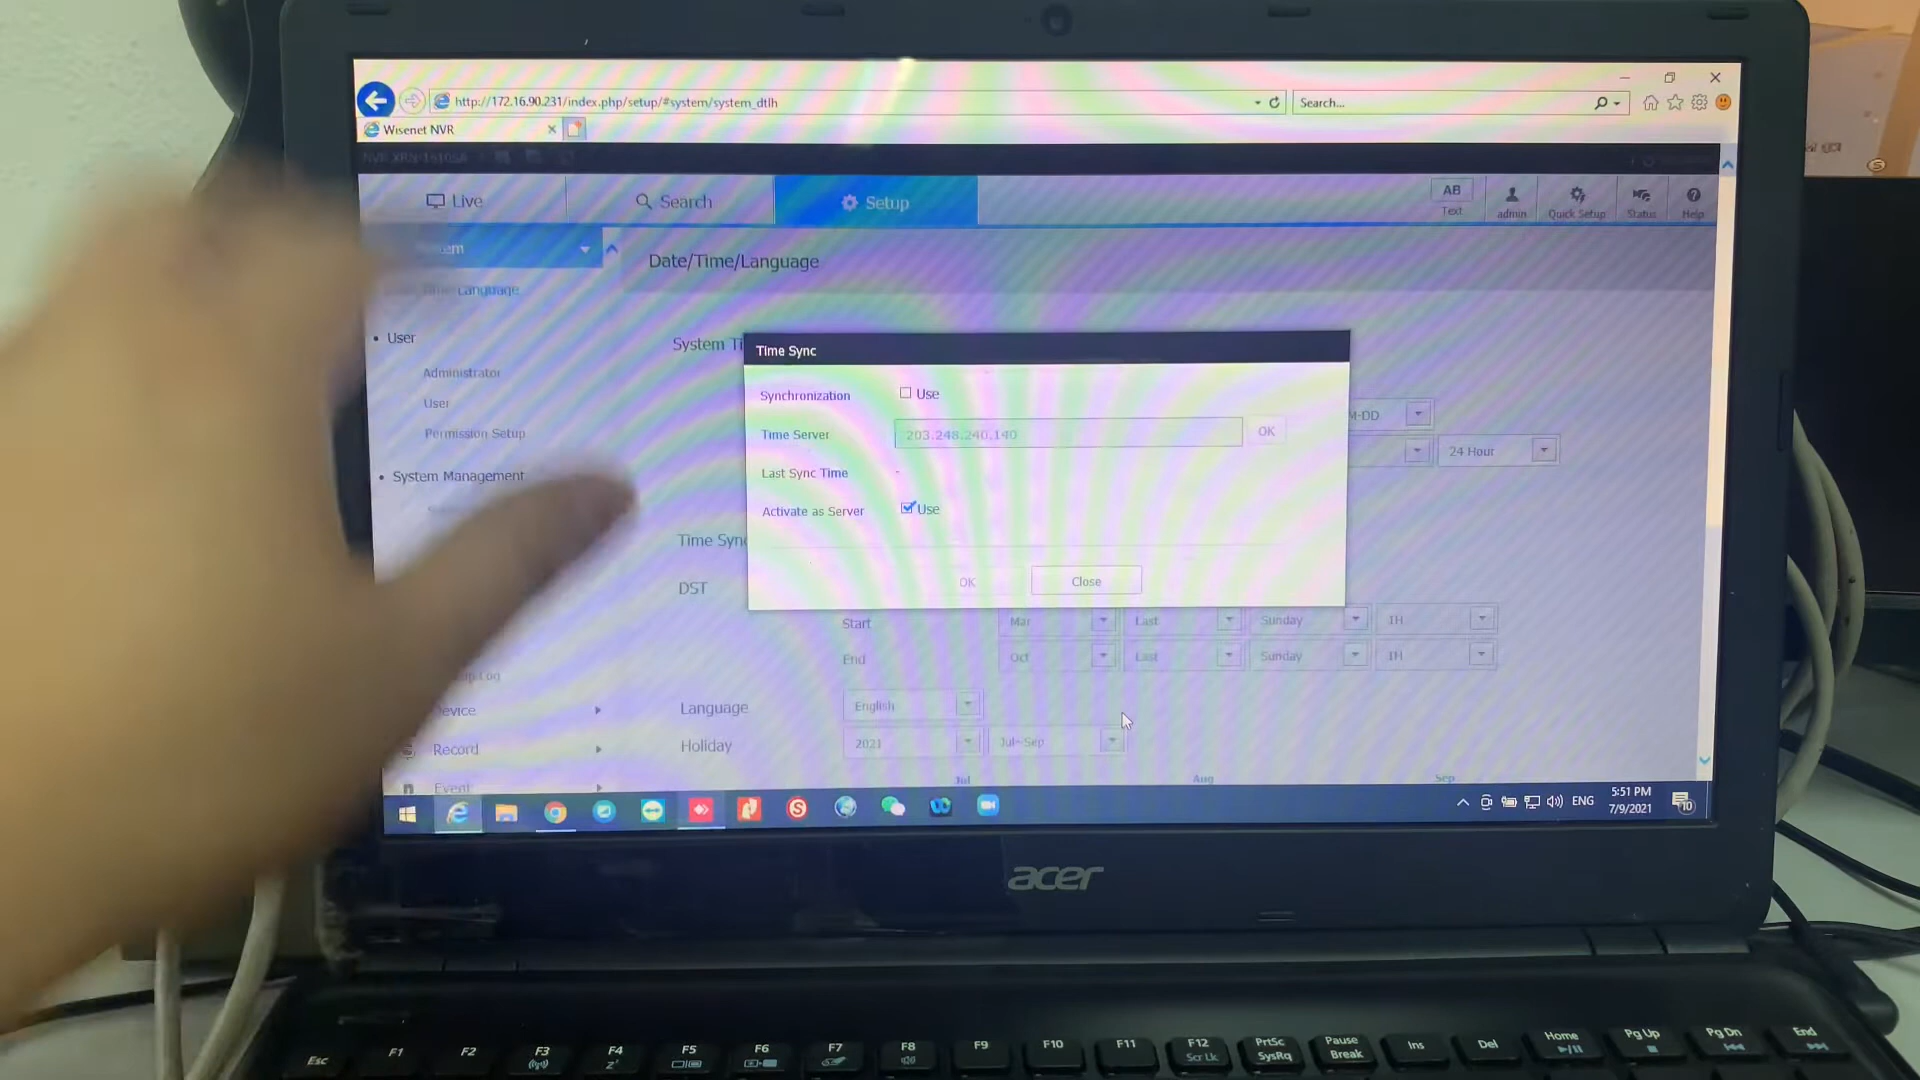 http://172.16.90.231/index.php/setup/#system/system_dtlh
Search...
Wisenet NVR
Live
Search
Setup
AB
Text
admin
Quick Setup
Status
Help
Date/Time/Language
Language
User
Administrator
User
Permission Setup
System Management
Log
Record
Event
System Ti
M-DD
24 Hour
Time Sync
Synchronization
Use
Time Server
203.248.240.140
OK
Last Sync Time
-
Activate as Server
Use
OK
Close
Time Sync
DST
Start
Mar
Last
Sunday
1H
End
Oct
Last
Sunday
1H
Language
English
Holiday
2021
Jul~Sep
Jul
Aug
Sep
ENG
5:51 PM
7/9/2021
10
acer
Esc
F1
F2
F3
F4
F5
F6
F7
F8
F9
F10
F11
F12
Scr Lk
PrtSc
SysRq
Pause
Break
Ins
Del
Home
Pg Up
Pg Dn
End